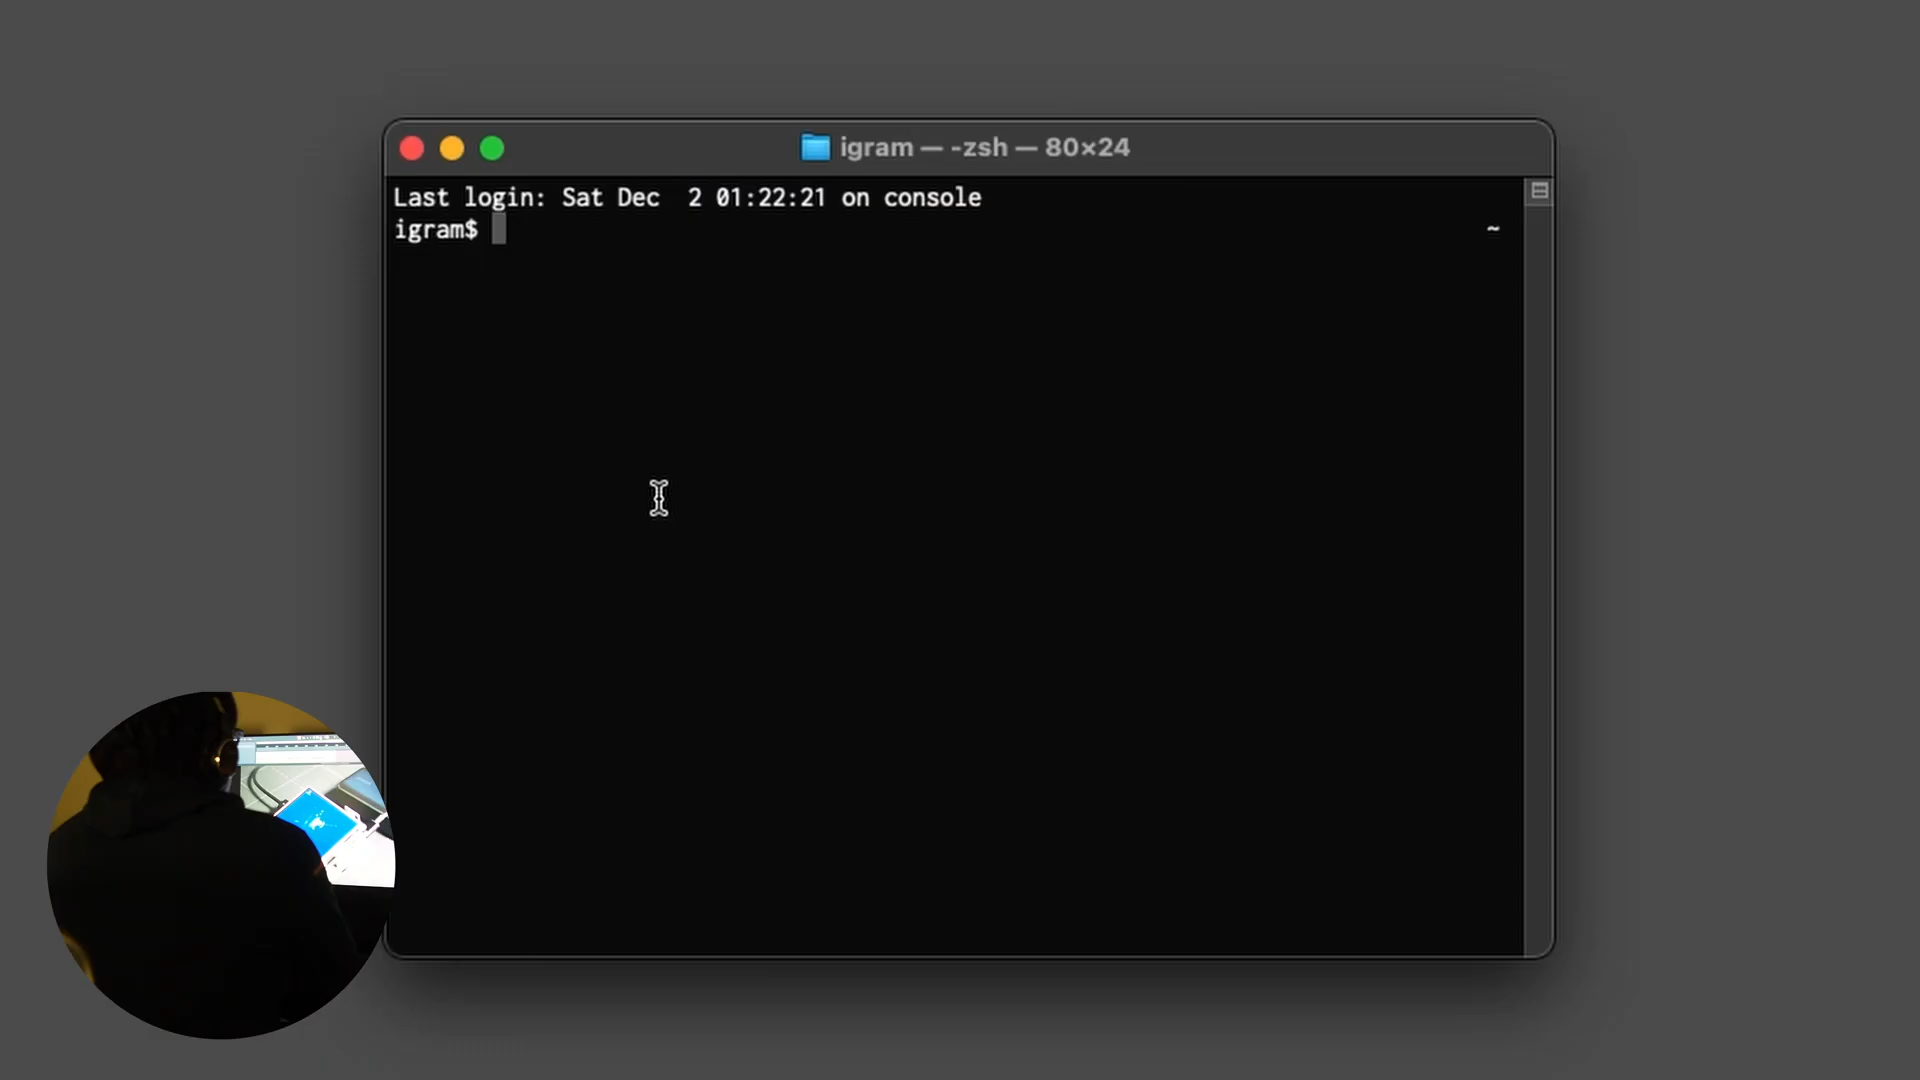 igram — -zsh — 80×24
Last login: Sat Dec  2 01:22:21 on console
igram$ ~